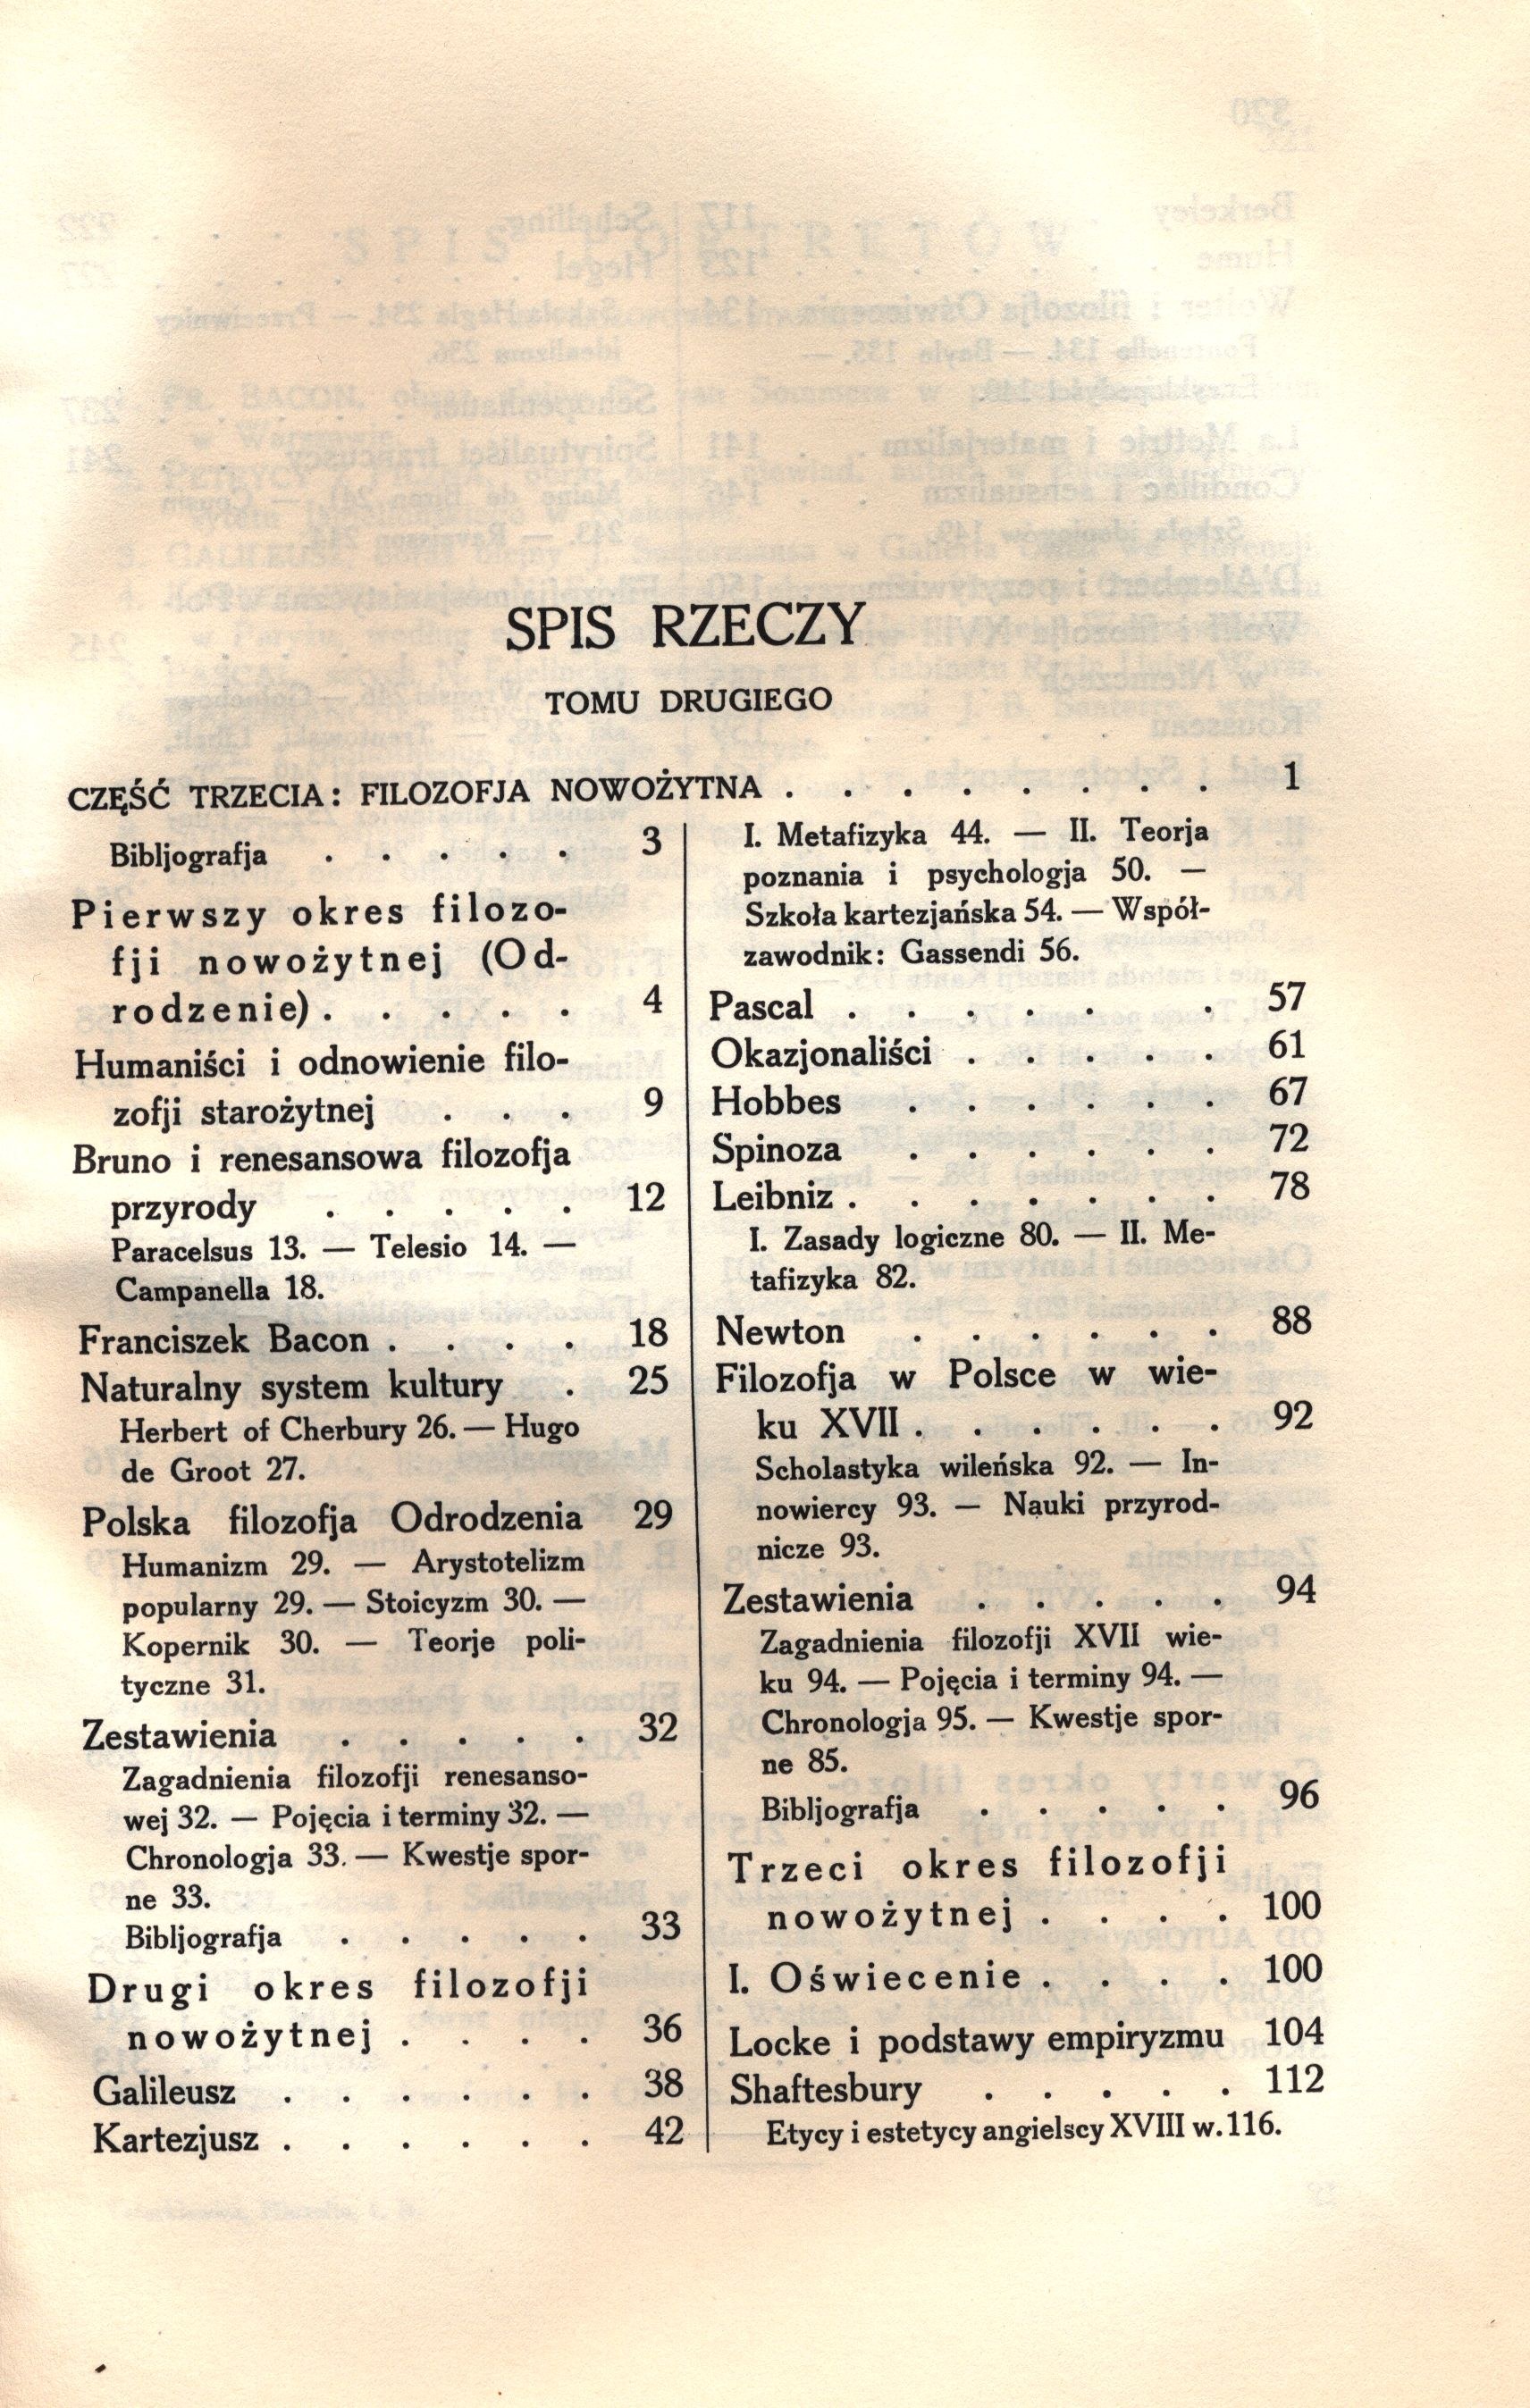 SPIS RZECZY
TOMU DRUGIEGO
CZĘŚĆ TRZECIA: FILOZOFJA NOWOŻYTNA . . . . . . . . 1
Bibljografja . . . . . 3
Pierwszy okres filozo-
fji nowożytnej (Od-
rodzenie) . . . . . 4
Humaniści i odnowienie filo-
zofji starożytnej . . . 9
Bruno i renesansowa filozofja
przyrody . . . . . 12
Paracelsus 13. — Telesio 14. —
Campanella 18.
Franciszek Bacon . . . . 18
Naturalny system kultury . 25
Herbert of Cherbury 26. — Hugo
de Groot 27.
Polska filozofja Odrodzenia 29
Humanizm 29. — Arystotelizm
popularny 29. — Stoicyzm 30. —
Kopernik 30. — Teorje poli-
tyczne 31.
Zestawienia . . . . . 32
Zagadnienia filozofji renesanso-
wej 32. — Pojęcia i terminy 32. —
Chronologja 33. — Kwestje spor-
ne 33.
Bibljografja . . . . . 33
Drugi okres filozofji
nowożytnej . . . . 36
Galileusz . . . . . . 38
Kartezjusz . . . . . . 42
I. Metafizyka 44. — II. Teorja
poznania i psychologja 50. —
Szkoła kartezjańska 54. — Współ-
zawodnik: Gassendi 56.
Pascal . . . . . . . 57
Okazjonaliści . . . . . 61
Hobbes . . . . . . 67
Spinoza . . . . . . 72
Leibniz . . . . . . . 78
I. Zasady logiczne 80. — II. Me-
tafizyka 82.
Newton . . . . . . 88
Filozofja w Polsce w wie-
ku XVII . . . . . . 92
Scholastyka wileńska 92. — In-
nowiercy 93. — Nauki przyrod-
nicze 93.
Zestawienia . . . . . 94
Zagadnienia filozofji XVII wie-
ku 94. — Pojęcia i terminy 94. —
Chronologja 95. — Kwestje spor-
ne 85.
Bibljografja . . . . . 96
Trzeci okres filozofji
nowożytnej . . . . 100
I. Oświecenie . . . . 100
Locke i podstawy empiryzmu 104
Shaftesbury . . . . . 112
Etycy i estetycy angielscy XVIII w. 116.